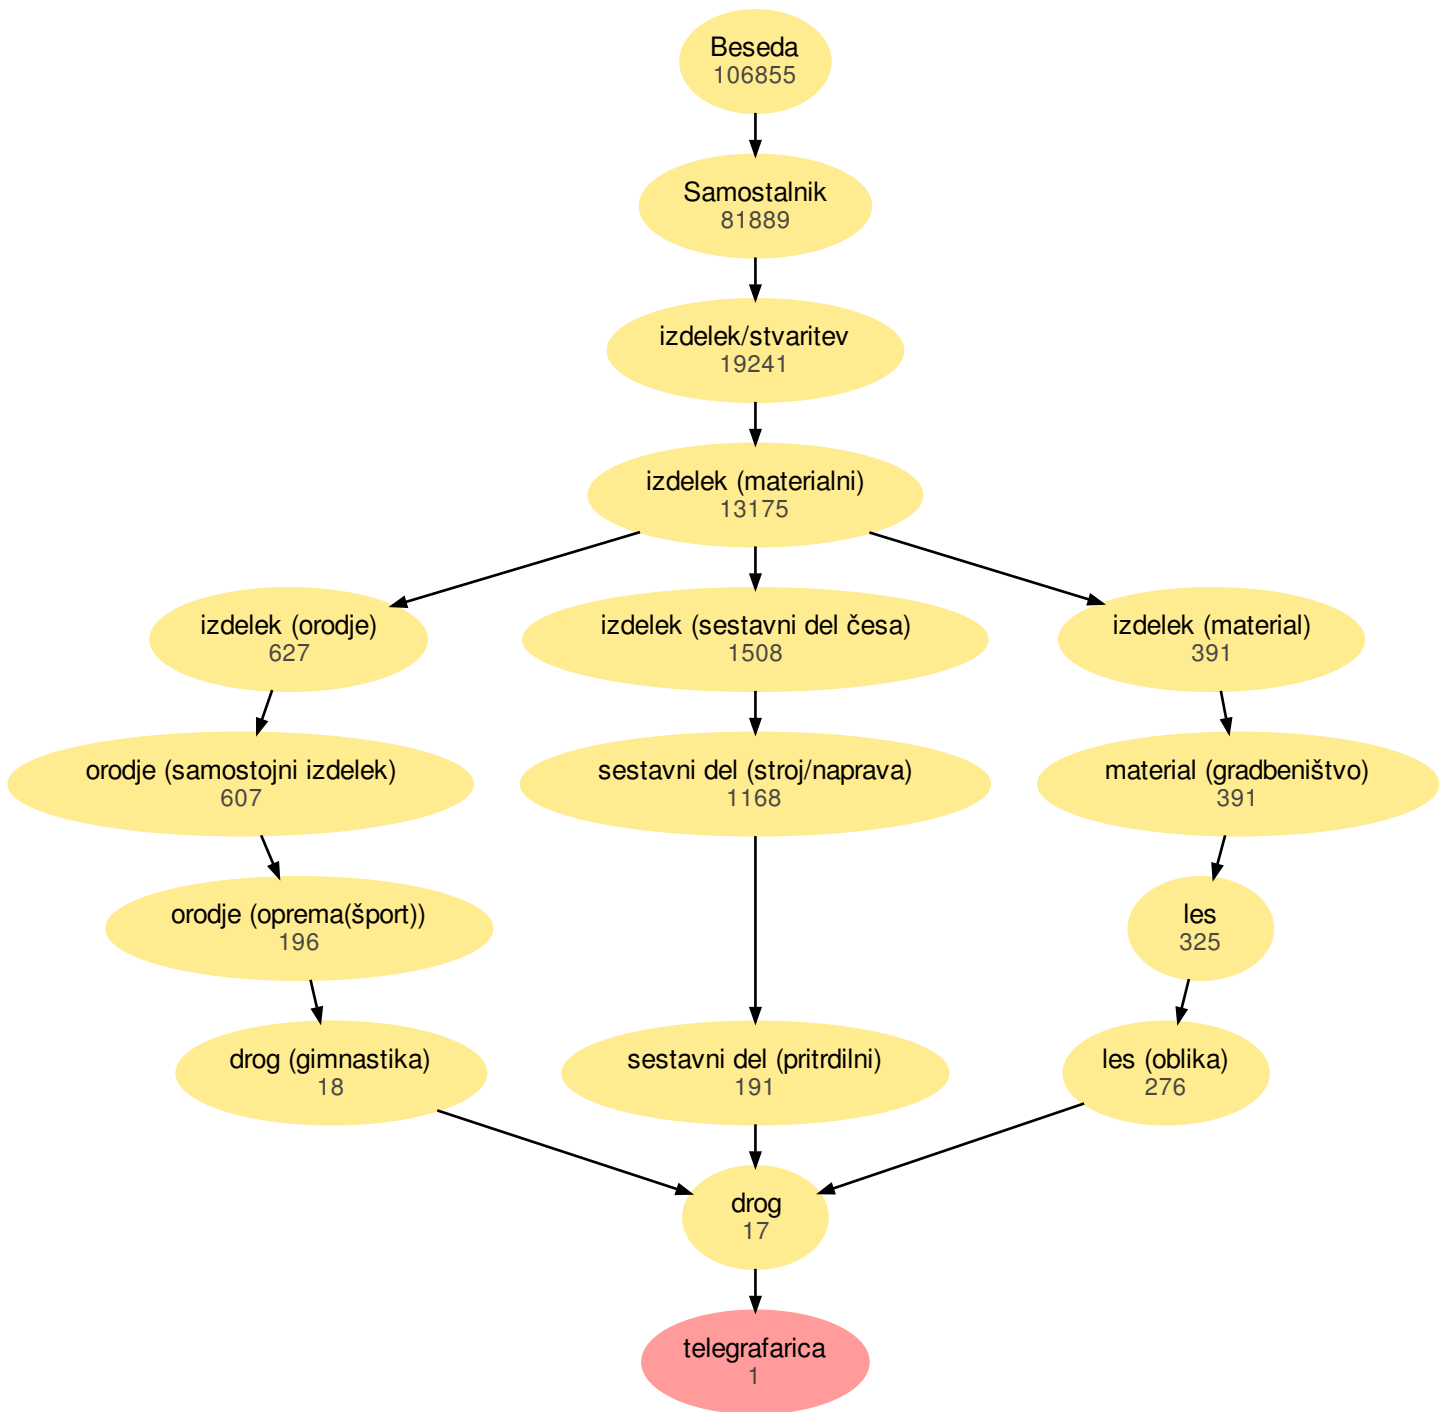 Beseda
106855
Samostalnik
81889
izdelek/stvaritev
19241
izdelek (materialni)
13175
izdelek (orodje)
627
izdelek (sestavni del česa)
1508
izdelek (material)
391
orodje (samostojni izdelek)
607
sestavni del (stroj/naprava)
1168
material (gradbeništvo)
391
orodje (oprema(šport))
196
les
325
drog (gimnastika)
18
sestavni del (pritrdilni)
191
les (oblika)
276
drog
17
telegrafarica
1